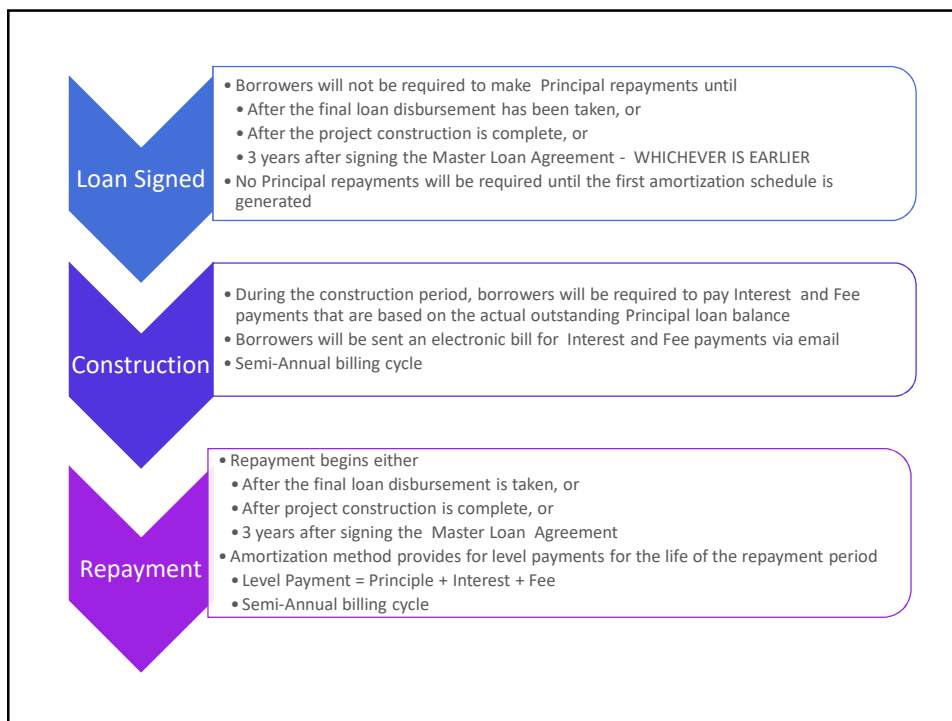 Loan Signed
• Borrowers will not be required to make Principal repayments until
• After the final loan disbursement has been taken, or
• After the project construction is complete, or
• 3 years after signing the Master Loan Agreement - WHICHEVER IS EARLIER
• No Principal repayments will be required until the first amortization schedule is
generated
Construction
• During the construction period, borrowers will be required to pay Interest and Fee
payments that are based on the actual outstanding Principal loan balance
• Borrowers will be sent an electronic bill for Interest and Fee payments via email
• Semi-Annual billing cycle
Repayment
• Repayment begins either
• After the final loan disbursement is taken, or
• After project construction is complete, or
• 3 years after signing the Master Loan Agreement
• Amortization method provides for level payments for the life of the repayment period
• Level Payment = Principle + Interest + Fee
• Semi-Annual billing cycle